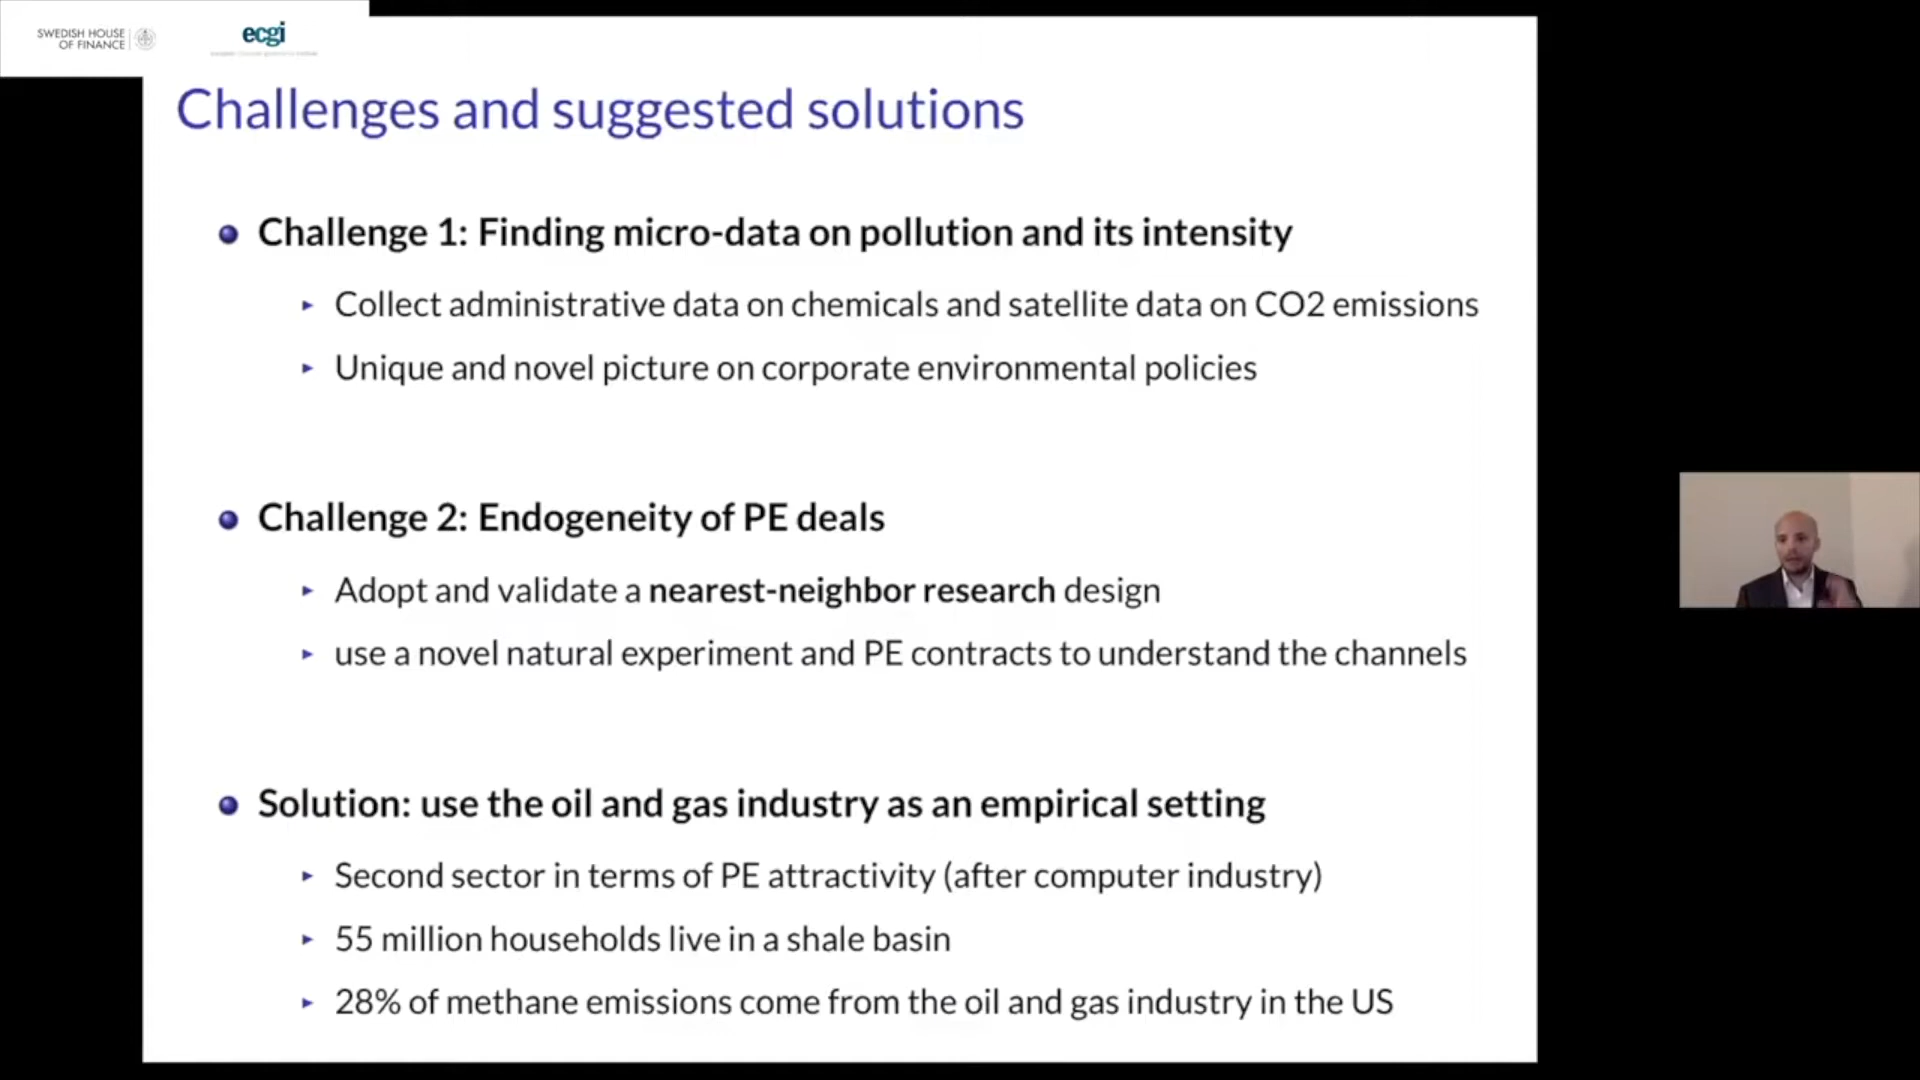 SWEDISH HOUSE
OF FINANCE
ecgi
Challenges and suggested solutions
Challenge 1: Finding micro-data on pollution and its intensity
Collect administrative data on chemicals and satellite data on CO2 emissions
Unique and novel picture on corporate environmental policies
Challenge 2: Endogeneity of PE deals
Adopt and validate a nearest-neighbor research design
use a novel natural experiment and PE contracts to understand the channels
Solution: use the oil and gas industry as an empirical setting
Second sector in terms of PE attractivity (after computer industry)
55 million households live in a shale basin
28% of methane emissions come from the oil and gas industry in the US